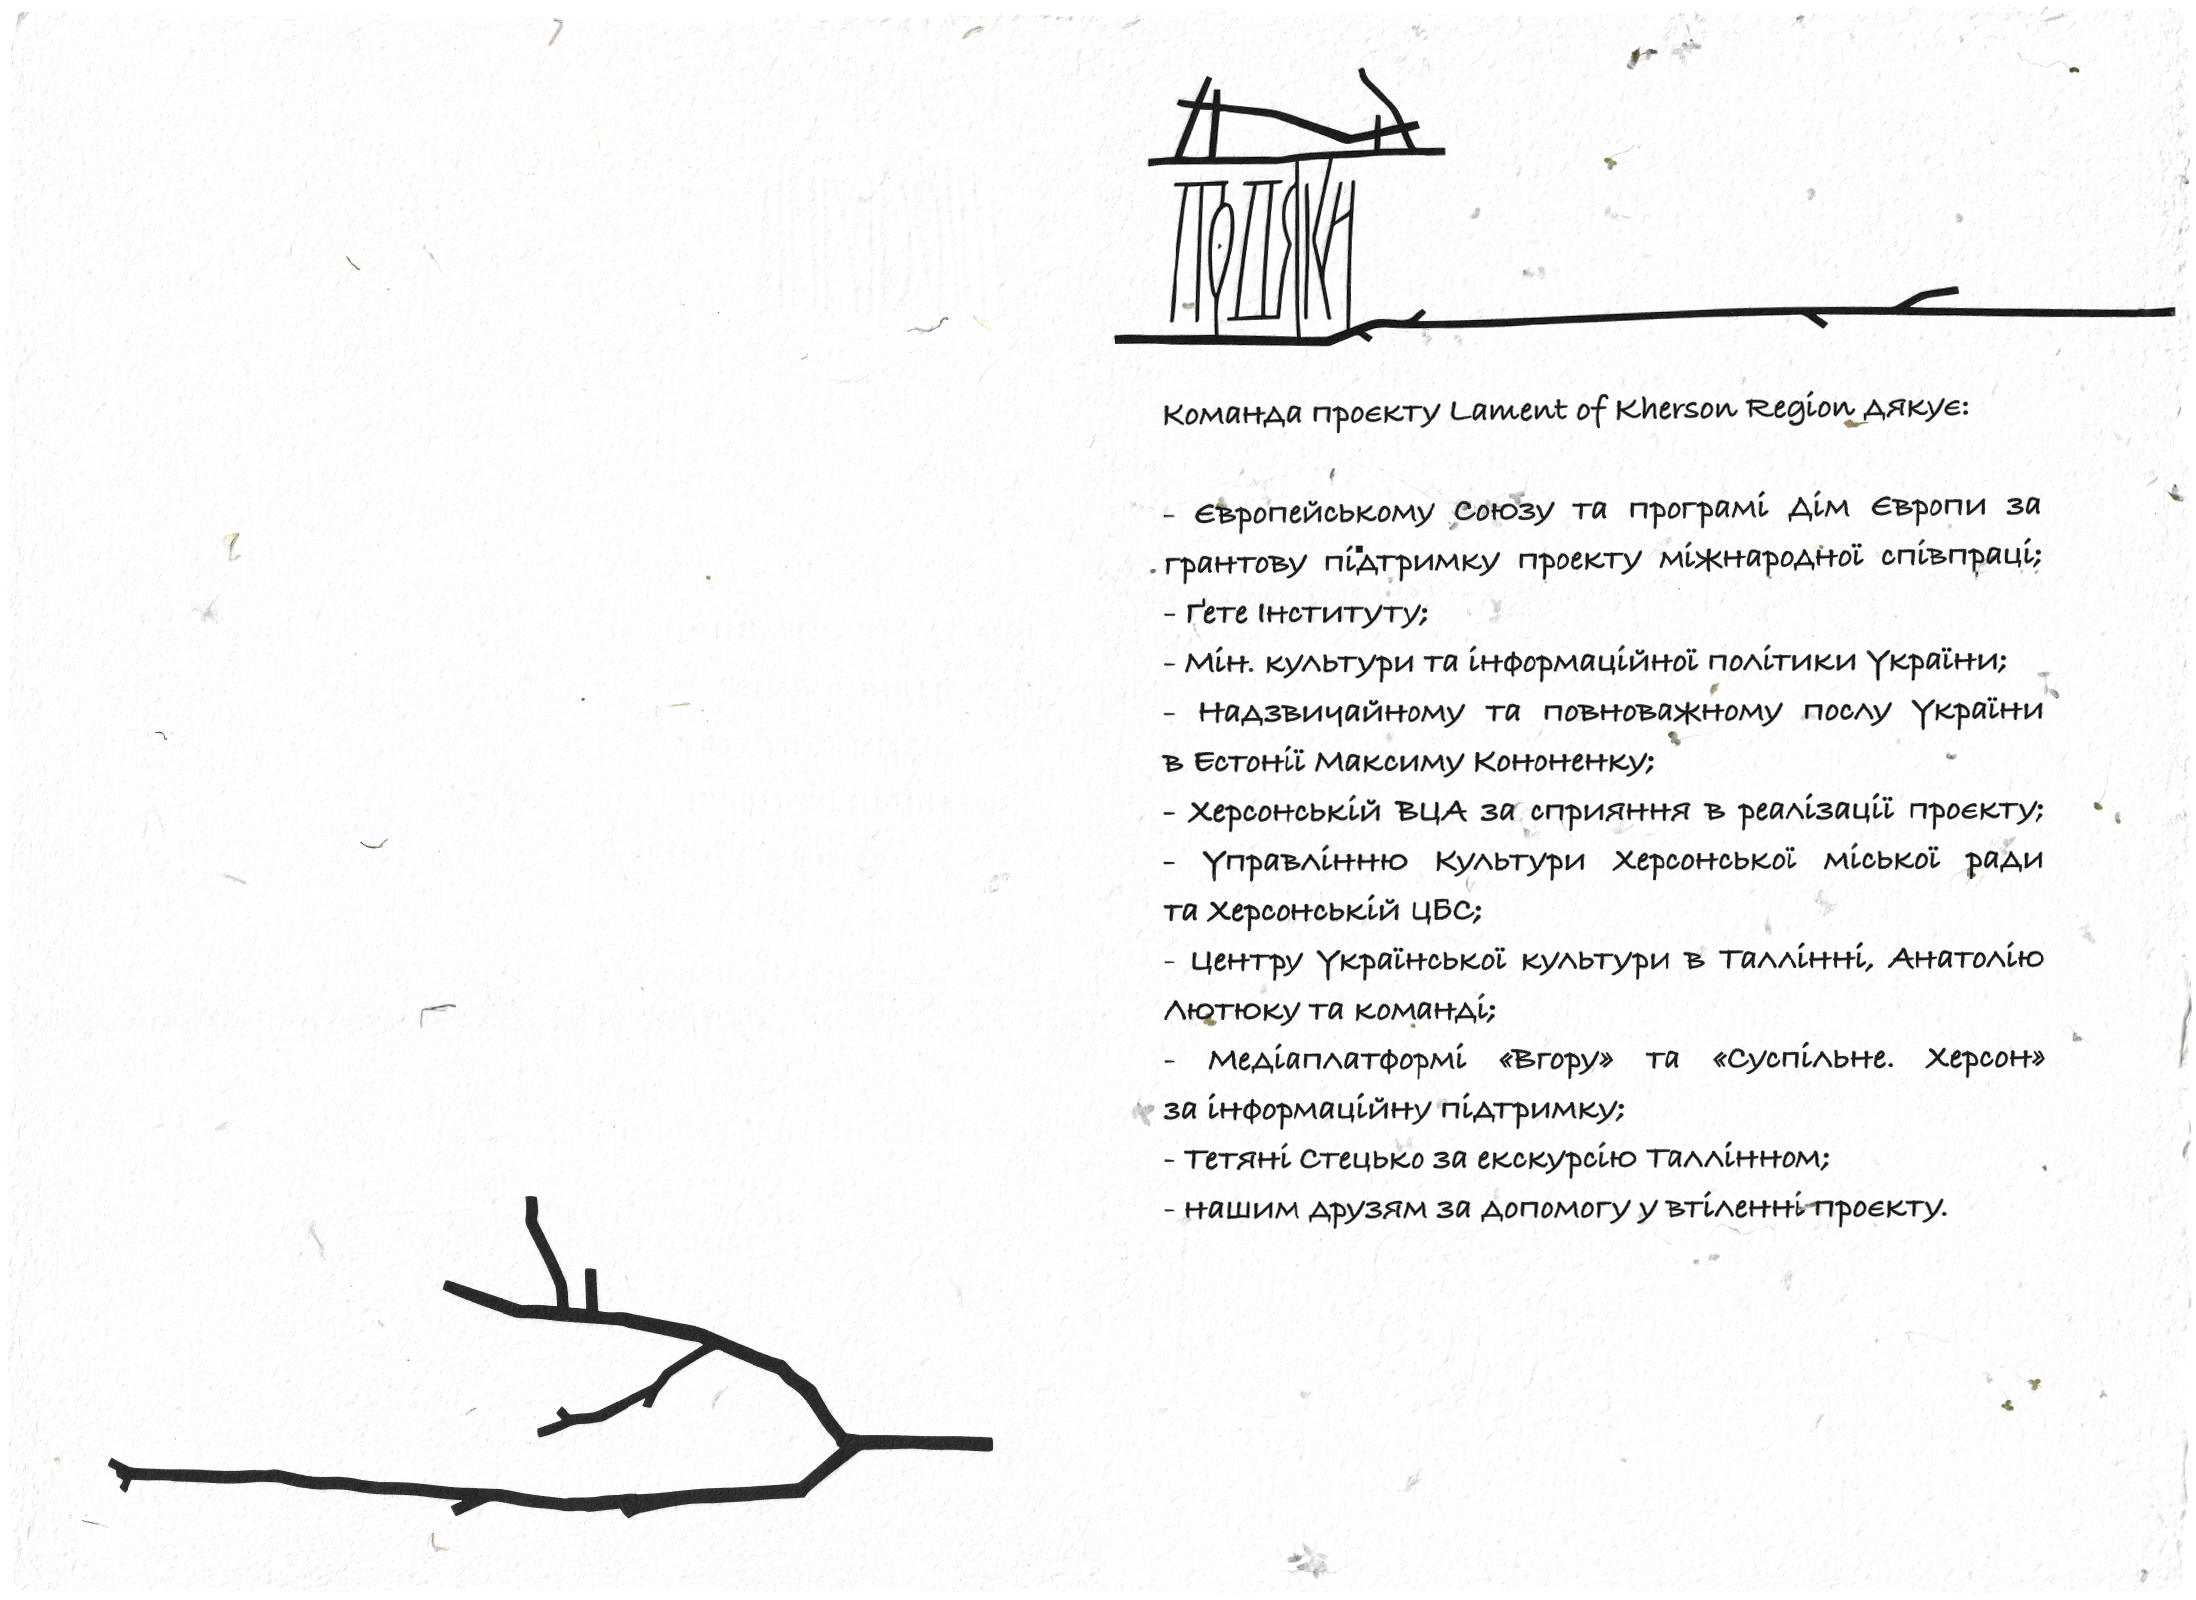 ПОДЯКИ
Команда проєкту Lament of Kherson Region дякує:
- Європейському Союзу та програмі Дім Європи за
грантову підтримку проекту міжнародної співпраці;
- Ґете Інституту;
- Мін. культури та інформаційної політики України;
- Надзвичайному та повноважному послу України
в Естонії Максиму Кононенку;
- Херсонській ВЦА за сприяння в реалізації проєкту;
- Управлінню Культури Херсонської міської ради
та Херсонській ЦБС;
- Центру Української культури в Таллінні, Анатолію
Лютюку та команді;
- Медіаплатформі «Вгору» та «Суспільне. Херсон»
за інформаційну підтримку;
- Тетяні Стецько за екскурсію Таллінном;
- нашим друзям за допомогу у втіленні проєкту.